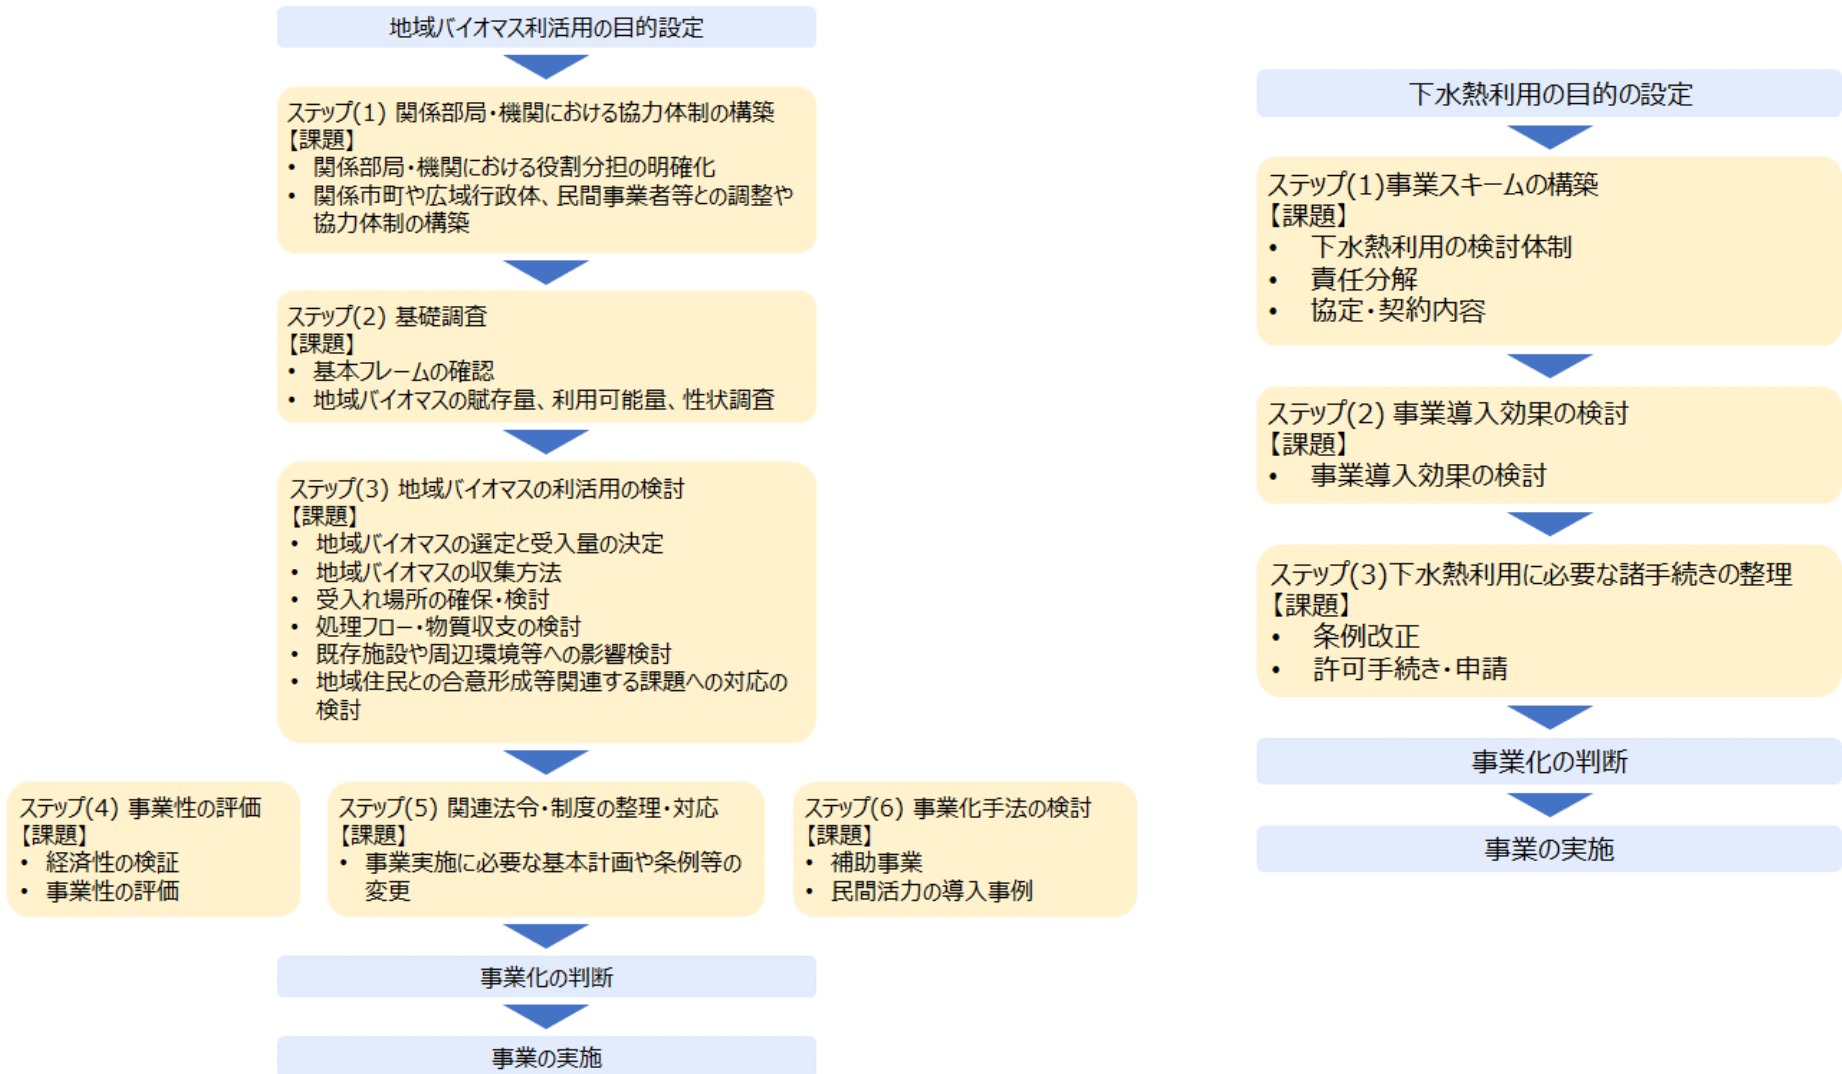 地域バイオマス利活用の目的設定
ステップ(1) 関係部局・機関における協力体制の構築
【課題】
• 関係部局・機関における役割分担の明確化
• 関係市町や広域行政体、民間事業者等との調整や
協力体制の構築
ステップ(2) 基礎調査
【課題】
• 基本フレームの確認
• 地域バイオマスの賦存量、利用可能量、性状調査
ステップ(3) 地域バイオマスの利活用の検討
【課題】
• 地域バイオマスの選定と受入量の決定
• 地域バイオマスの収集方法
• 受入れ場所の確保・検討
• 処理フロー・物質収支の検討
• 既存施設や周辺環境等への影響検討
• 地域住民との合意形成等関連する課題への対応の
検討
ステップ(4) 事業性の評価
【課題】
• 経済性の検証
• 事業性の評価
ステップ(5) 関連法令・制度の整理・対応
【課題】
• 事業実施に必要な基本計画や条例等の
変更
ステップ(6) 事業化手法の検討
【課題】
• 補助事業
• 民間活力の導入事例
事業化の判断
事業の実施
下水熱利用の目的の設定
ステップ(1)事業スキームの構築
【課題】
• 下水熱利用の検討体制
• 責任分解
• 協定・契約内容
ステップ(2) 事業導入効果の検討
【課題】
• 事業導入効果の検討
ステップ(3)下水熱利用に必要な諸手続きの整理
【課題】
• 条例改正
• 許可手続き・申請
事業化の判断
事業の実施